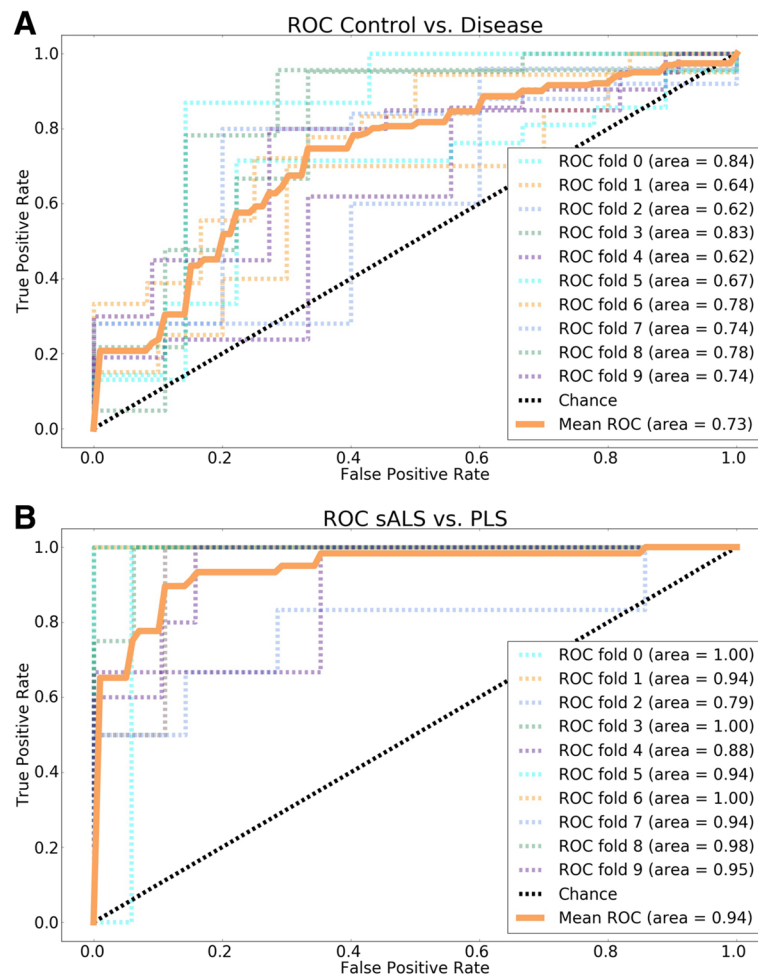 A
ROC Control vs. Disease
1.0
0.8
0.6
0.4
0.2
0.0
True Positive Rate
ROC fold 0 (area = 0.84)
ROC fold 1 (area = 0.64)
ROC fold 2 (area = 0.62)
ROC fold 3 (area = 0.83)
ROC fold 4 (area = 0.62)
ROC fold 5 (area = 0.67)
ROC fold 6 (area = 0.78)
ROC fold 7 (area = 0.74)
ROC fold 8 (area = 0.78)
ROC fold 9 (area = 0.74)
Chance
Mean ROC (area = 0.73)
0.0 0.2 0.4 0.6 0.8 1.0
False Positive Rate
B
ROC sALS vs. PLS
1.0
0.8
0.6
0.4
0.2
0.0
True Positive Rate
ROC fold 0 (area = 1.00)
ROC fold 1 (area = 0.94)
ROC fold 2 (area = 0.79)
ROC fold 3 (area = 1.00)
ROC fold 4 (area = 0.88)
ROC fold 5 (area = 0.94)
ROC fold 6 (area = 1.00)
ROC fold 7 (area = 0.94)
ROC fold 8 (area = 0.98)
ROC fold 9 (area = 0.95)
Chance
Mean ROC (area = 0.94)
0.0 0.2 0.4 0.6 0.8 1.0
False Positive Rate